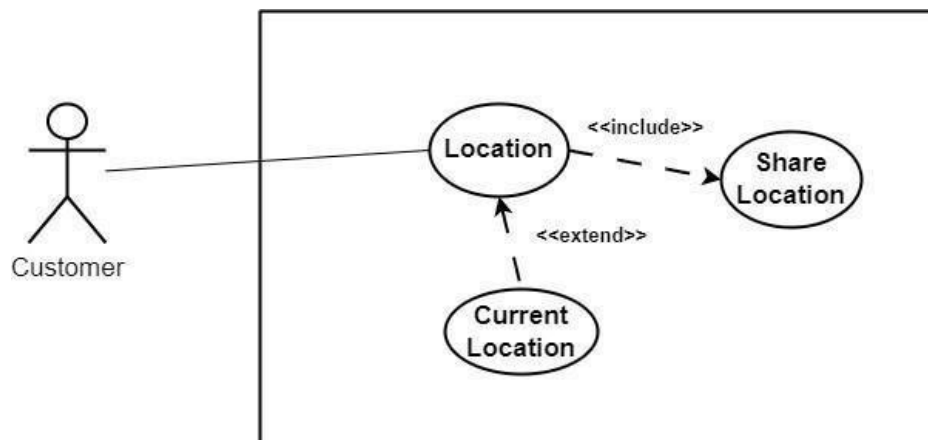 <<include>>
Location
Share
Location
<<extend>>
Customer
Current
Location